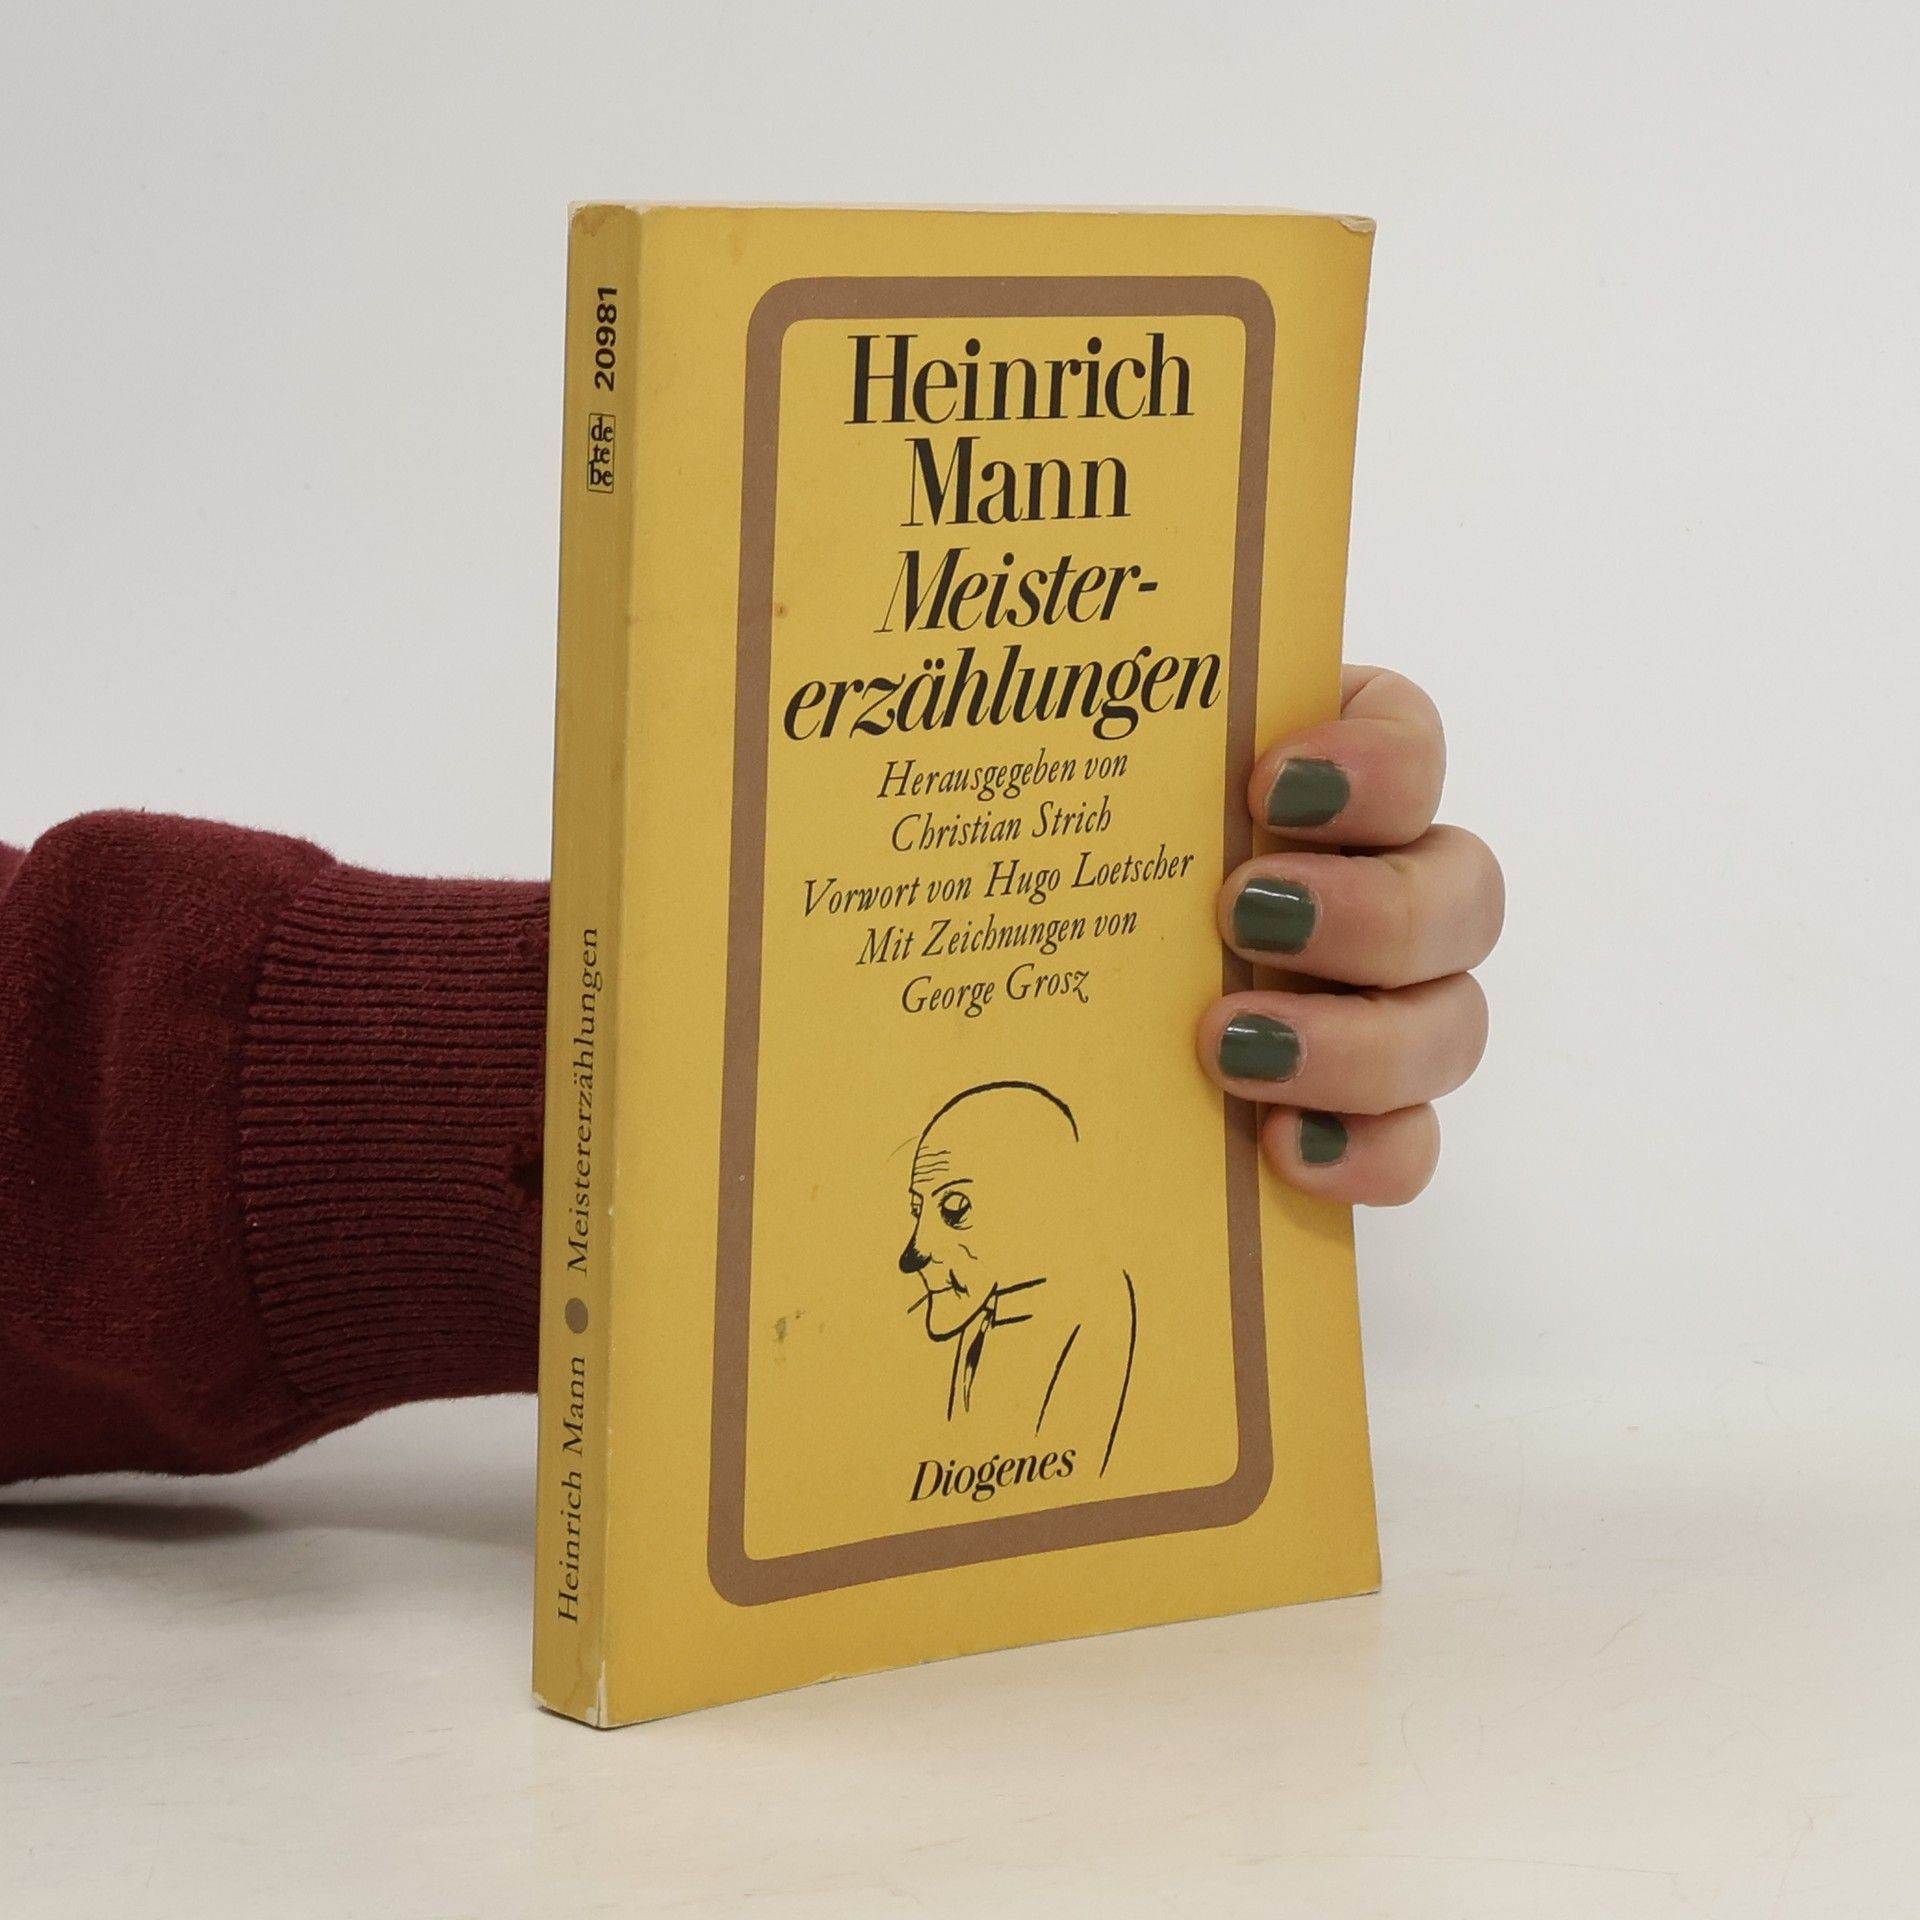 Heinrich
Mann
Meister-
erzählungen
Herausgegeben von
Christian Strich
Vorwort von Hugo Loetscher
Mit Zeichnungen von
George Grosz
Diogenes
Heinrich Mann ● Meistererzählungen
de
te
be
20981